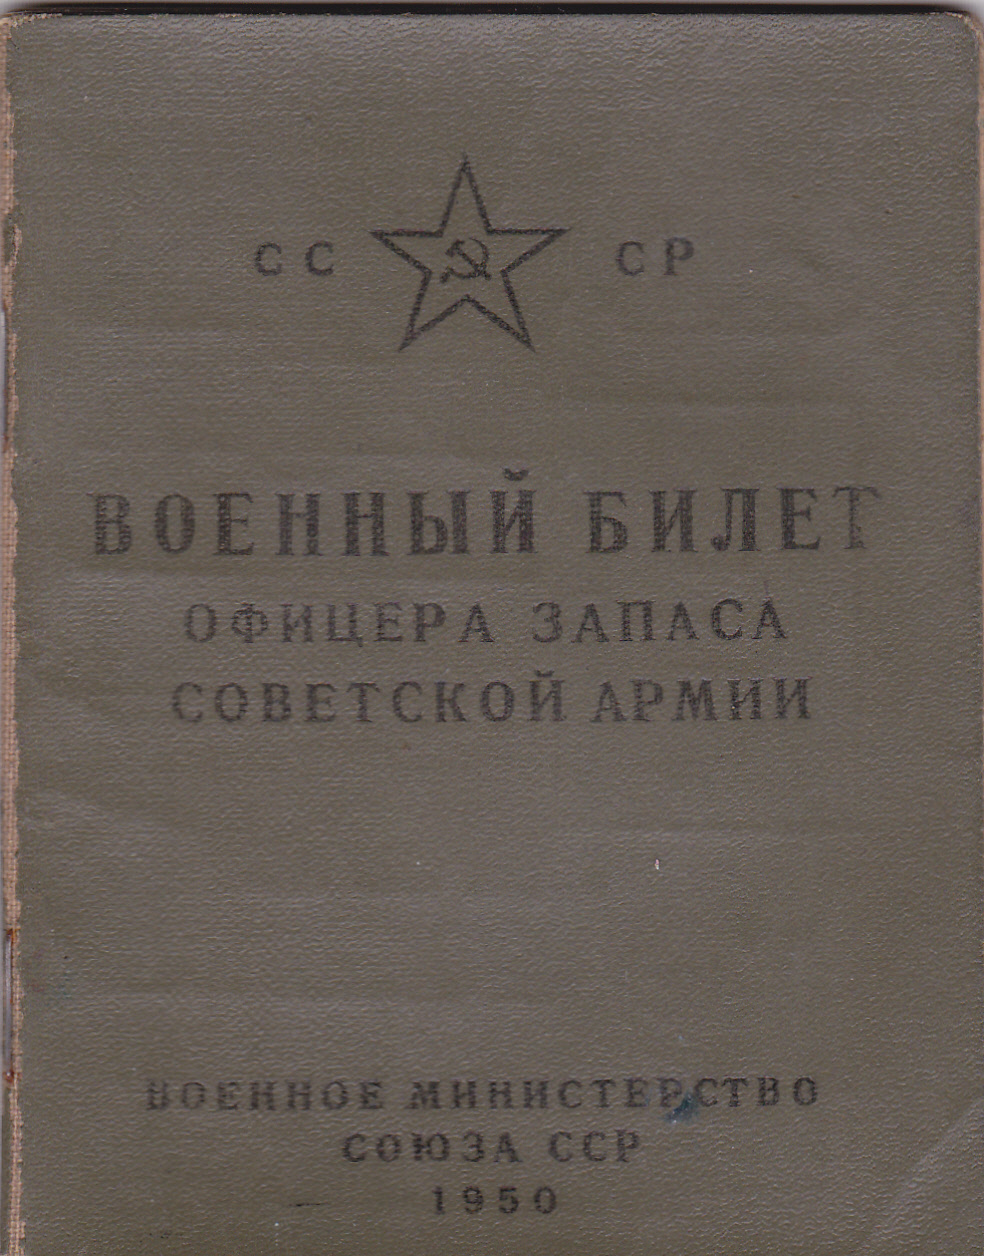 СС СР
ВОЕННЫЙ БИЛЕТ
ОФИЦЕРА ЗАПАСА
СОВЕТСКОЙ АРМИИ
ВОЕННОЕ МИНИСТЕРСТВО
СОЮЗА ССР
1950